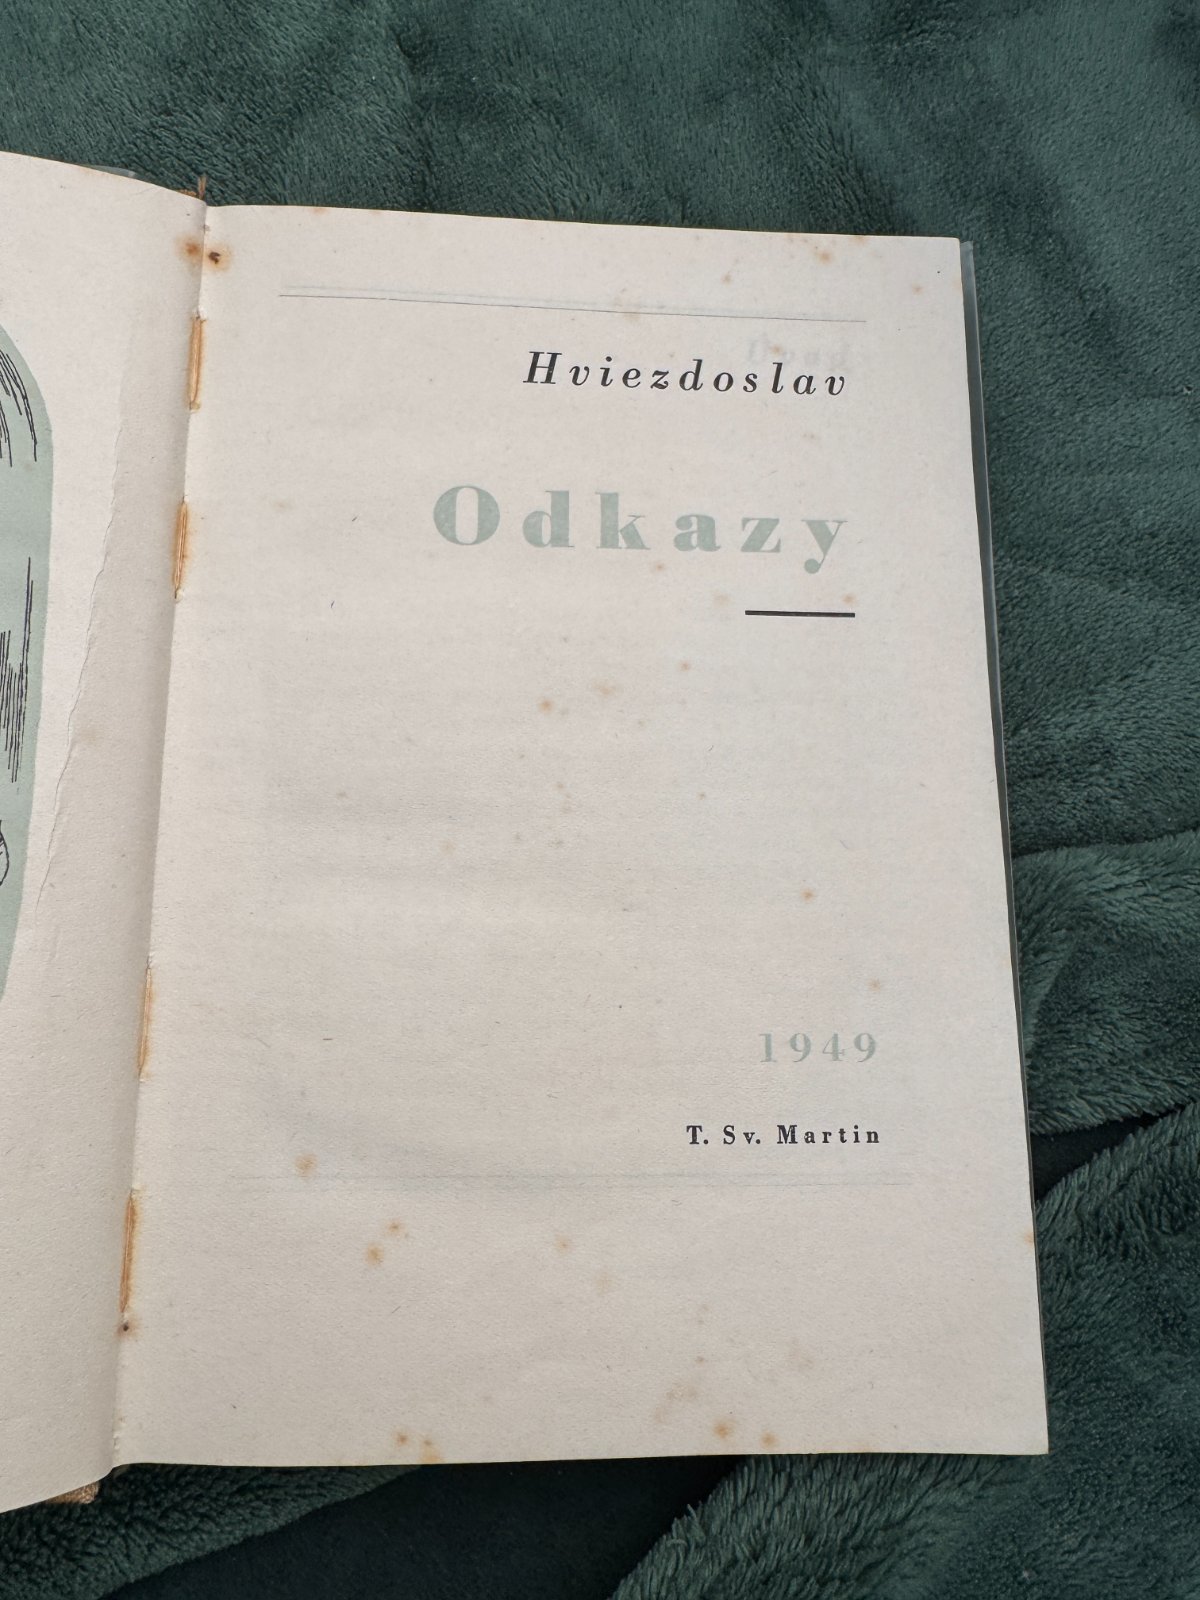 Hviezdoslav
Odkazy
1949
T. Sv. Martin